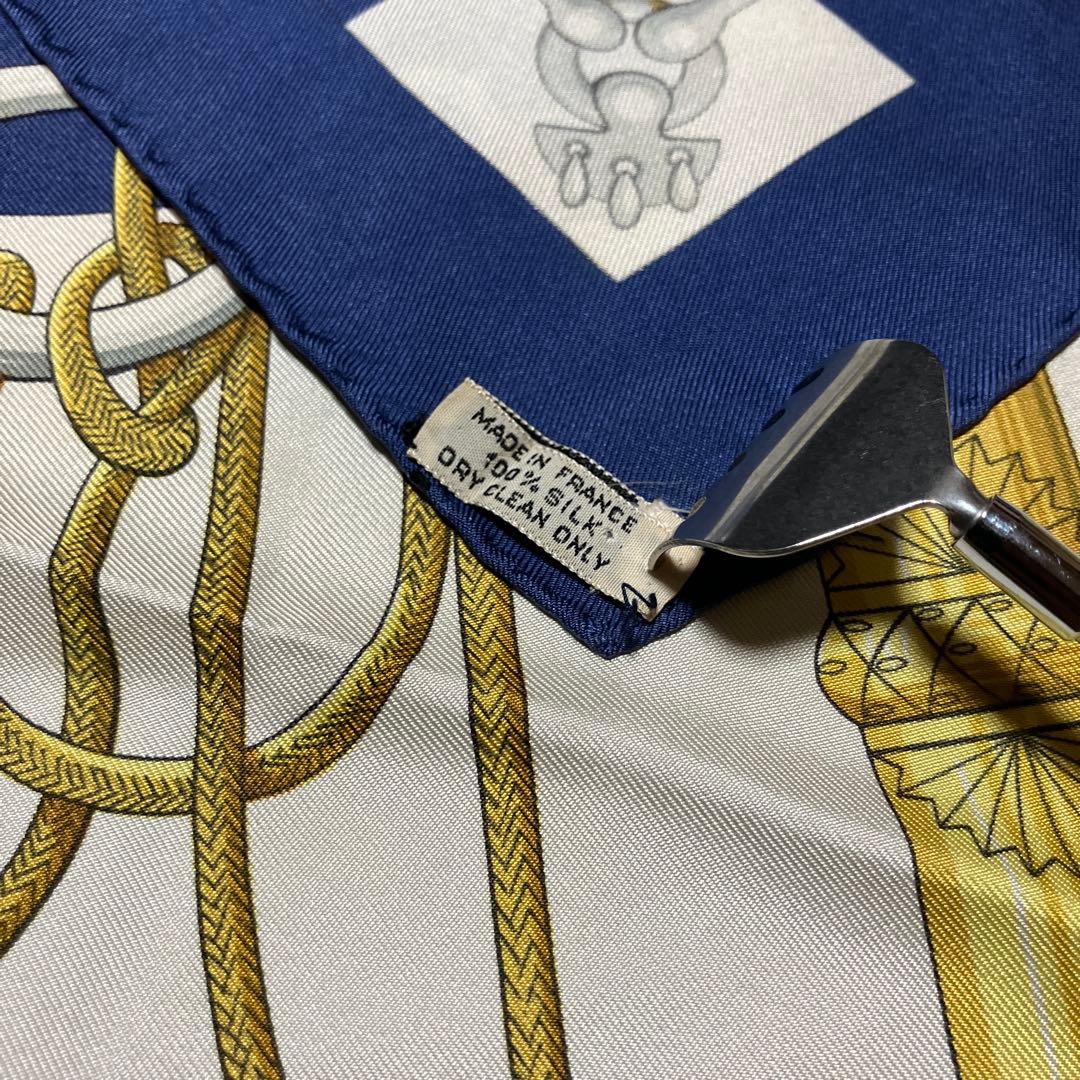 MADE IN FRANCE
100% SILK
DRY CLEAN ONLY